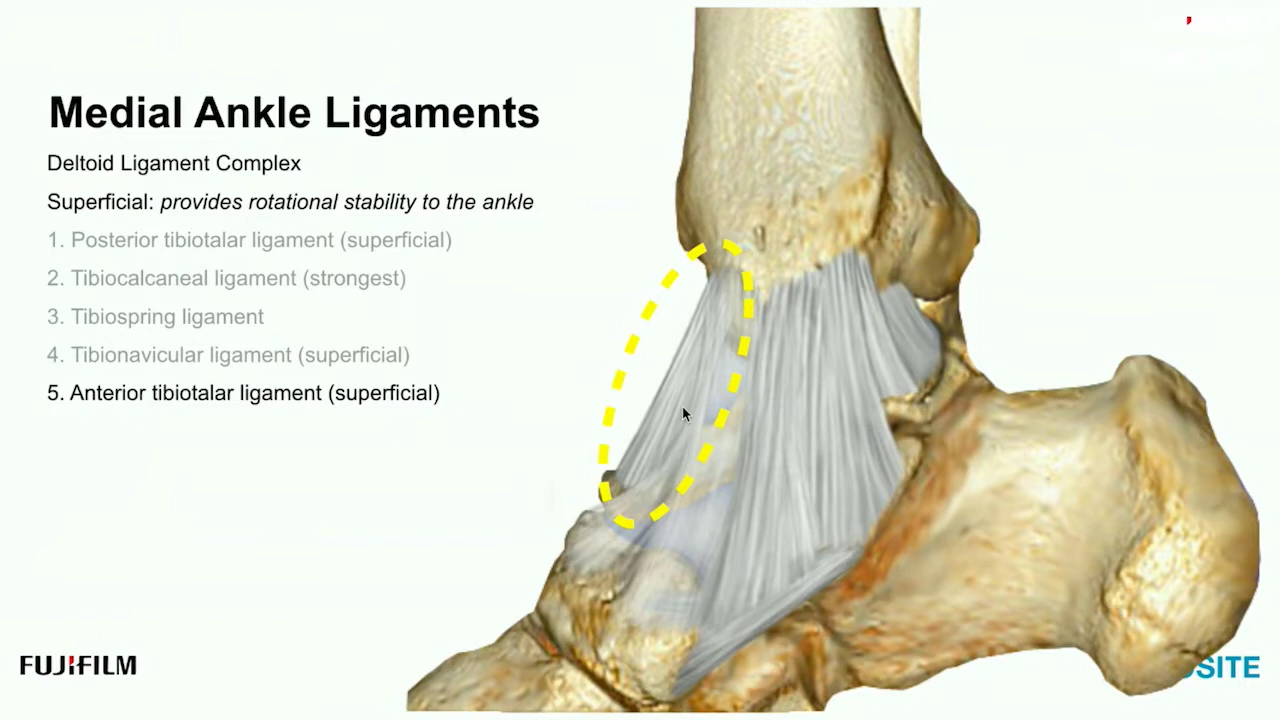 Medial Ankle Ligaments
Deltoid Ligament Complex
Superficial: provides rotational stability to the ankle
1. Posterior tibiotalar ligament (superficial)
2. Tibiocalcaneal ligament (strongest)
3. Tibiospring ligament
4. Tibionavicular ligament (superficial)
5. Anterior tibiotalar ligament (superficial)
FUJIFILM
SITE